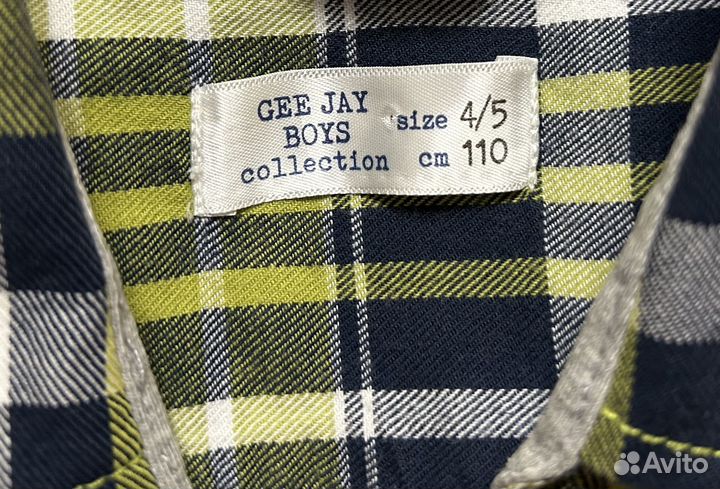 GEE JAY
BOYS
collection
size 4/5
cm 110
Avito